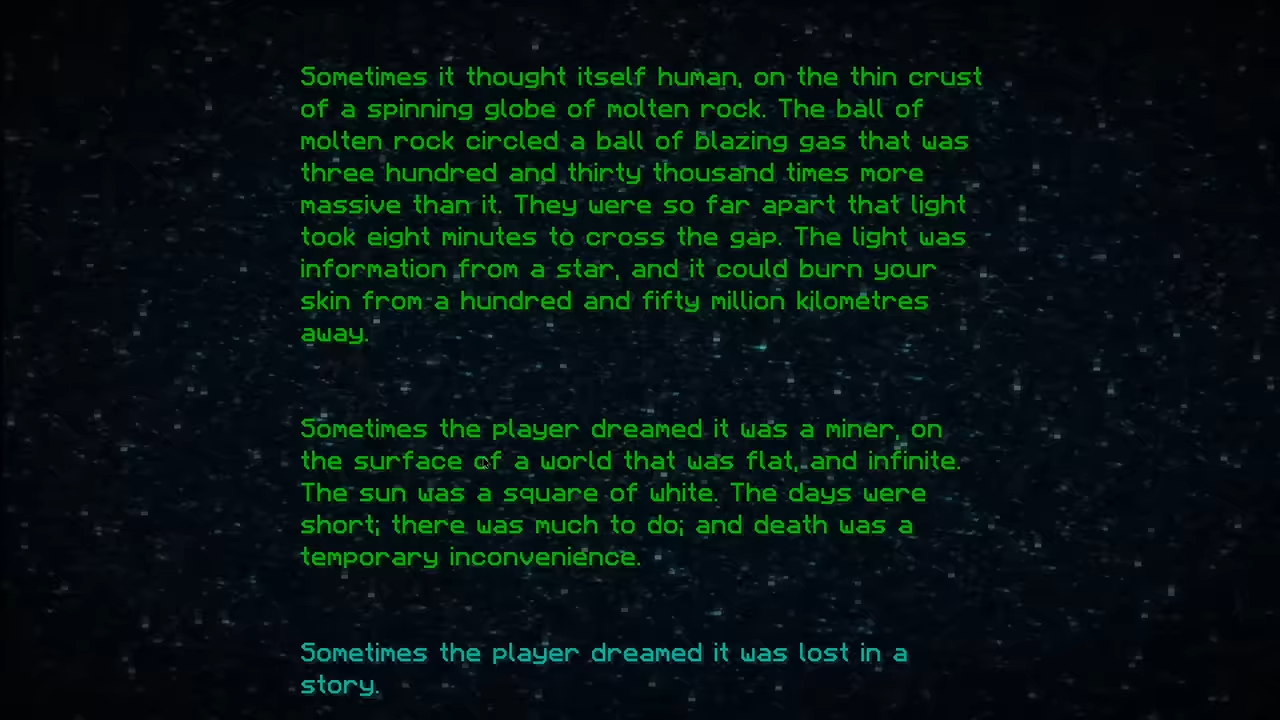 Sometimes it thought itself human, on the thin crust
of a spinning globe of molten rock. The ball of
molten rock circled a ball of blazing gas that was
three hundred and thirty thousand times more
massive than it. They were so far apart that light
took eight minutes to cross the gap. The light was
information from a star, and it could burn your
skin from a hundred and fifty million kilometres
away.
Sometimes the player dreamed it was a miner, on
the surface of a world that was flat, and infinite.
The sun was a square of white. The days were
short; there was much to do; and death was a
temporary inconvenience.
Sometimes the player dreamed it was lost in a
story.